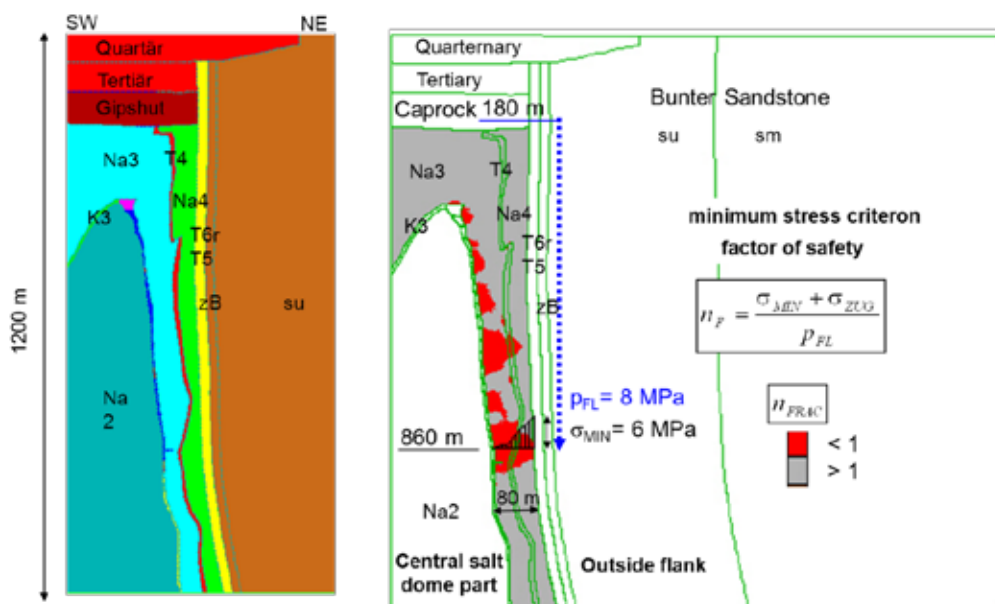 SW
NE
Quartär
Tertiär
Gipshut
Na3
T4
K3
Na4
T6r
T5
zB
su
Na
2
1200 m
Quarternary
Tertiary
Caprock
180 m
Bunter Sandstone
su
sm
Na3
T4
K3
Na4
T6r
T5
zB
minimum stress criteron
factor of safety
n_F = (σ_MIN + σ_ZUG) / p_FL
p_FL= 8 MPa
σ_MIN= 6 MPa
n_FRAC
< 1
> 1
860 m
80 m
Na2
Central salt
dome part
Outside flank